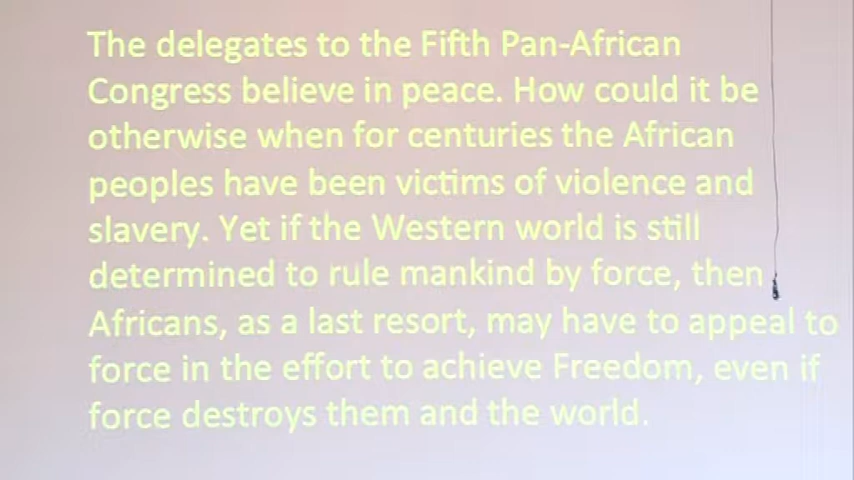 The delegates to the Fifth Pan-African
Congress believe in peace. How could it be
otherwise when for centuries the African
peoples have been victims of violence and
slavery. Yet if the Western world is still
determined to rule mankind by force, then
Africans, as a last resort, may have to appeal to
force in the effort to achieve Freedom, even if
force destroys them and the world.